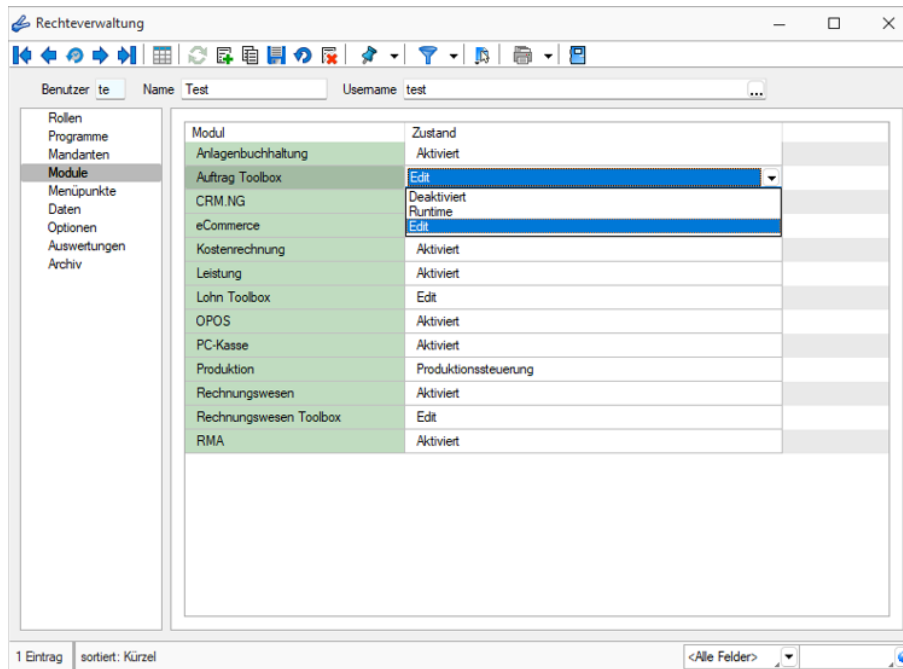 Rechteverwaltung
Benutzer te Name Test Username test ...
Rollen
Programme
Mandanten
Module
Menüpunkte
Daten
Optionen
Auswertungen
Archiv
Modul Zustand
Anlagenbuchhaltung Aktiviert
Auftrag Toolbox Edit
Deaktiviert
Runtime
Edit
CRM.NG
eCommerce
Kostenrechnung Aktiviert
Leistung Aktiviert
Lohn Toolbox Edit
OPOS Aktiviert
PC-Kasse Aktiviert
Produktion Produktionssteuerung
Rechnungswesen Aktiviert
Rechnungswesen Toolbox Edit
RMA Aktiviert
1 Eintrag sortiert: Kürzel <Alle Felder>